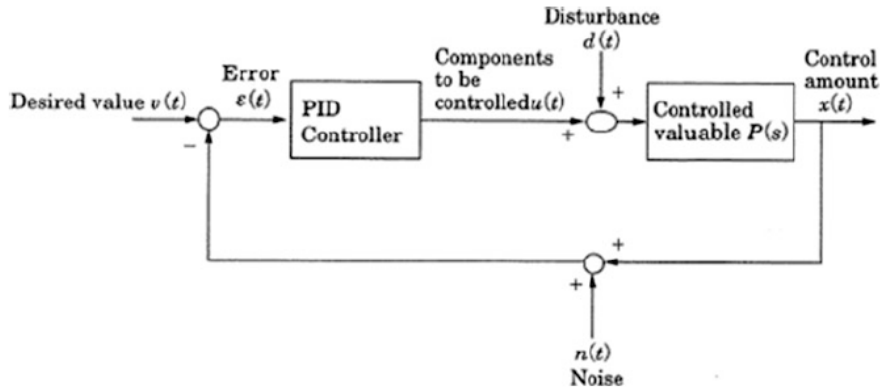 Disturbance
d(t)
Components
to be
controlledu(t)
Control
amount
x(t)
Error
ε(t)
Desired value v(t)
PID
Controller
Controlled
valuable P(s)
+
+
−
+
+
n(t)
Noise